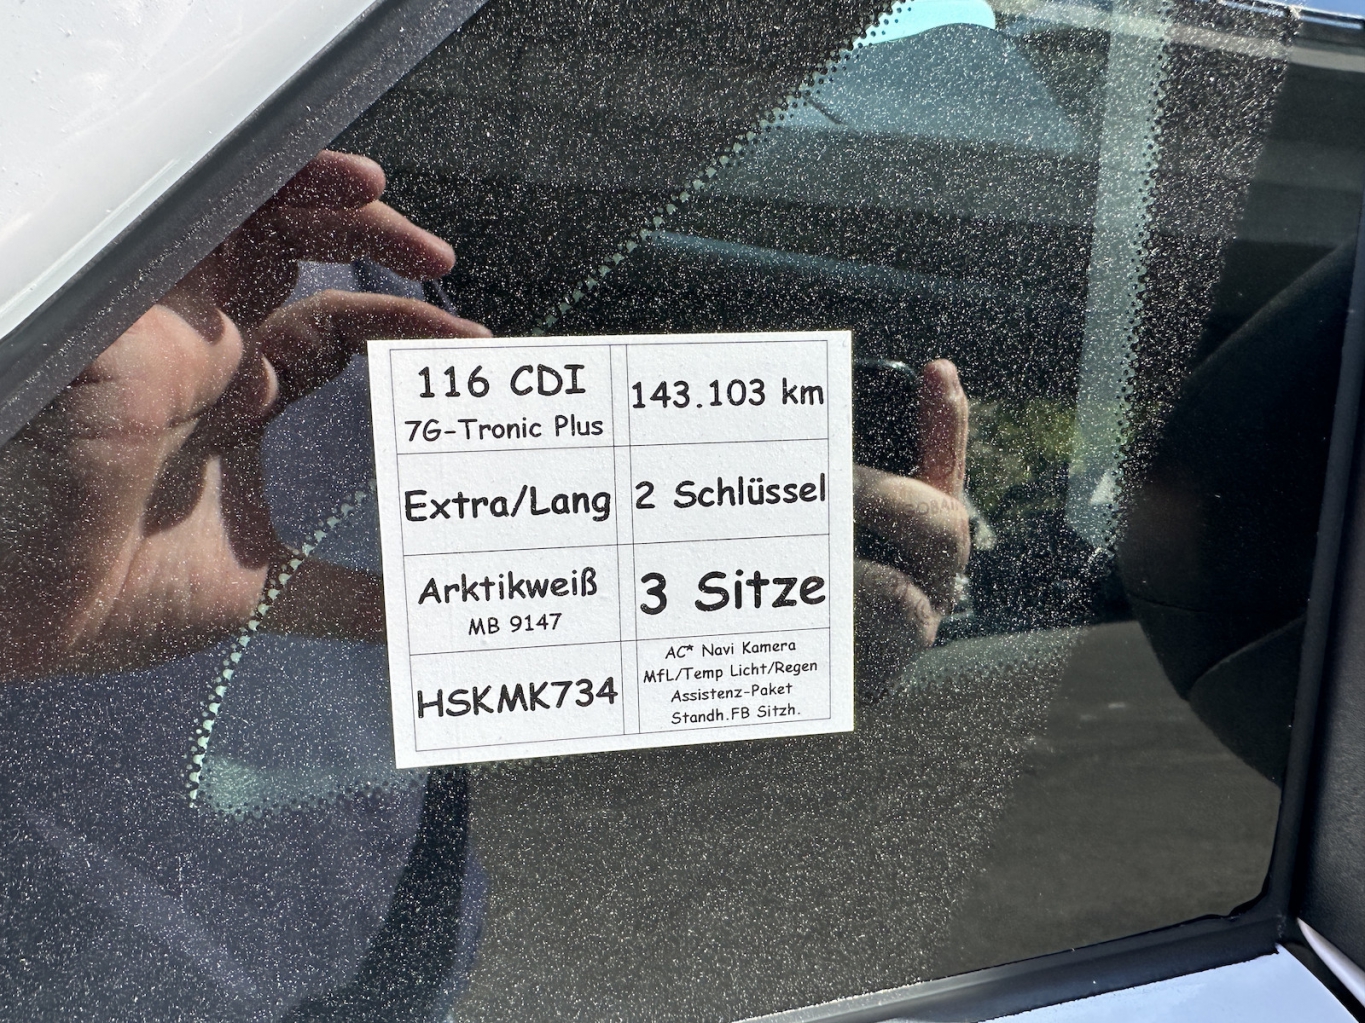 116 CDI
7G-Tronic Plus
143.103 km
Extra/Lang
2 Schlüssel
Arktikweiß
MB 9147
3 Sitze
HSKMK734
AC* Navi Kamera
MfL/Temp Licht/Regen
Assistenz-Paket
Standh.FB Sitzh.